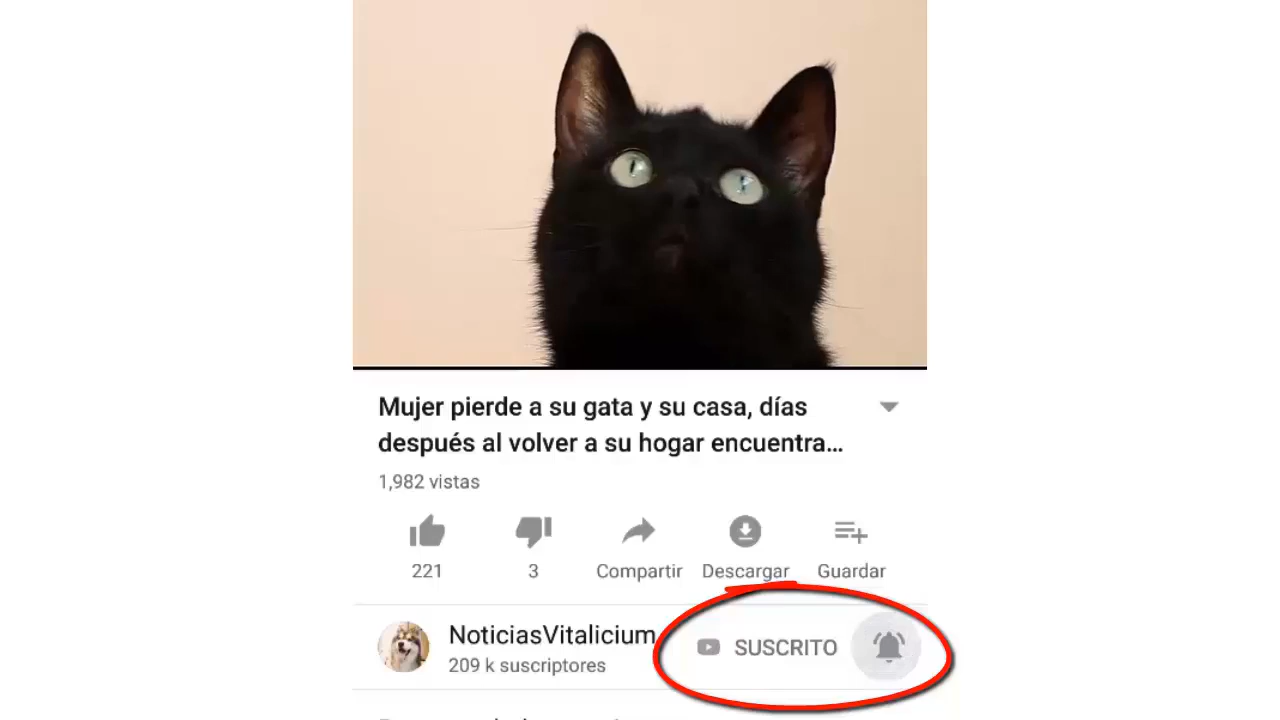 Mujer pierde a su gata y su casa, días
después al volver a su hogar encuentra...
1,982 vistas
221
3
Compartir
Descargar
Guardar
NoticiasVitalicium
SUSCRITO
209 k suscriptores